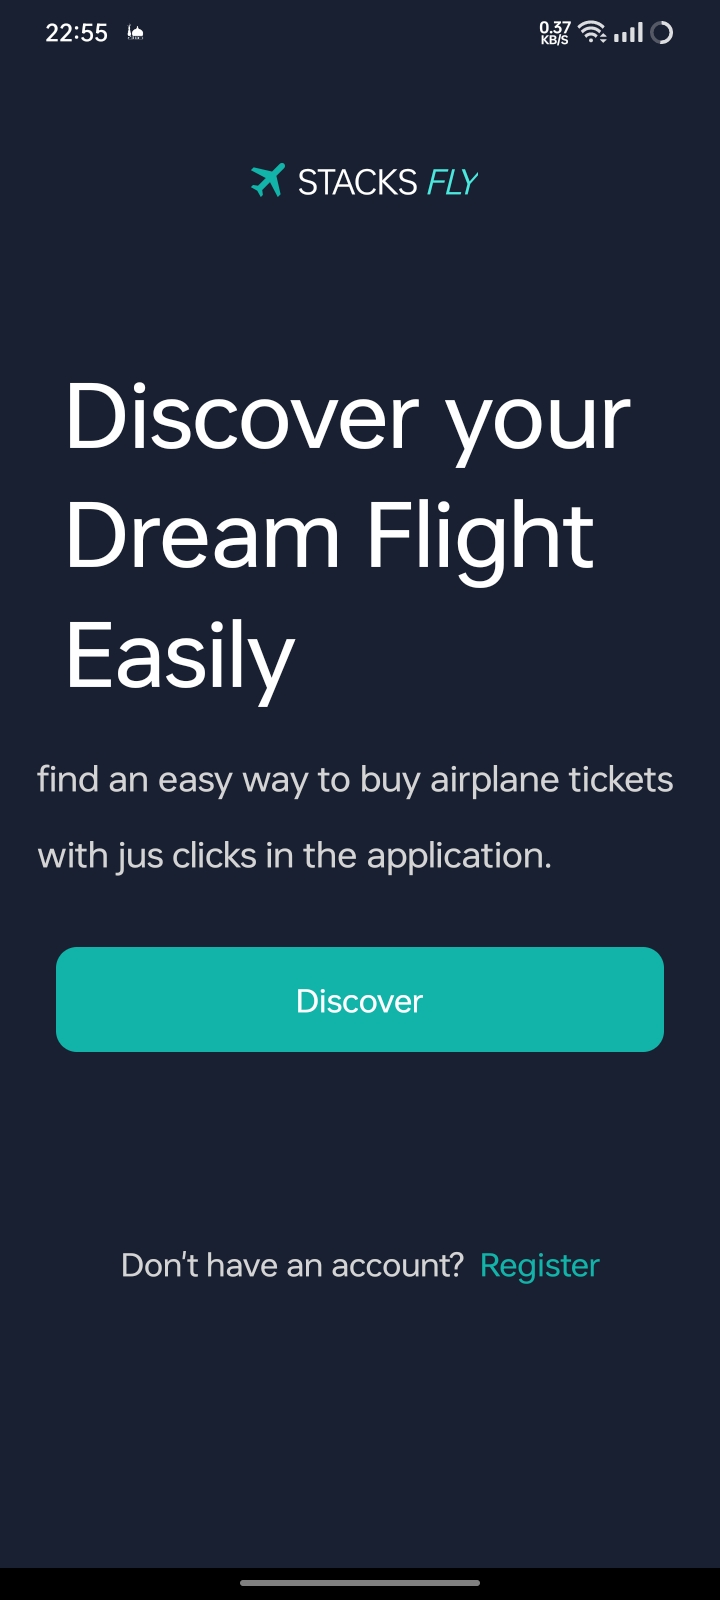 22:55
0.37
KB/S
STACKS FLY
Discover your
Dream Flight
Easily
find an easy way to buy airplane tickets
with jus clicks in the application.
Discover
Don't have an account? Register